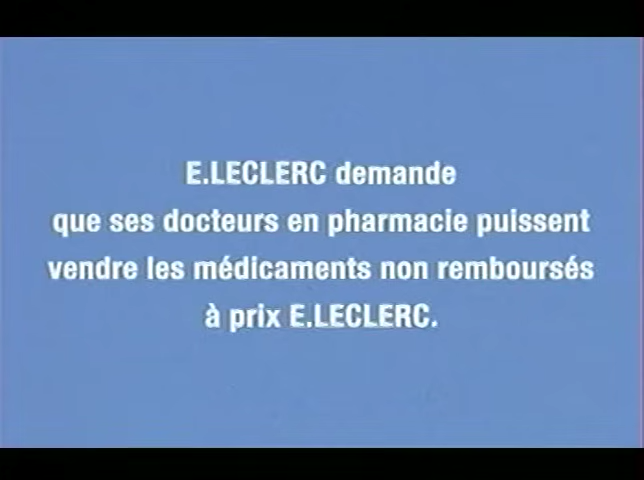 E.LECLERC demande
que ses docteurs en pharmacie puissent
vendre les médicaments non remboursés
à prix E.LECLERC.